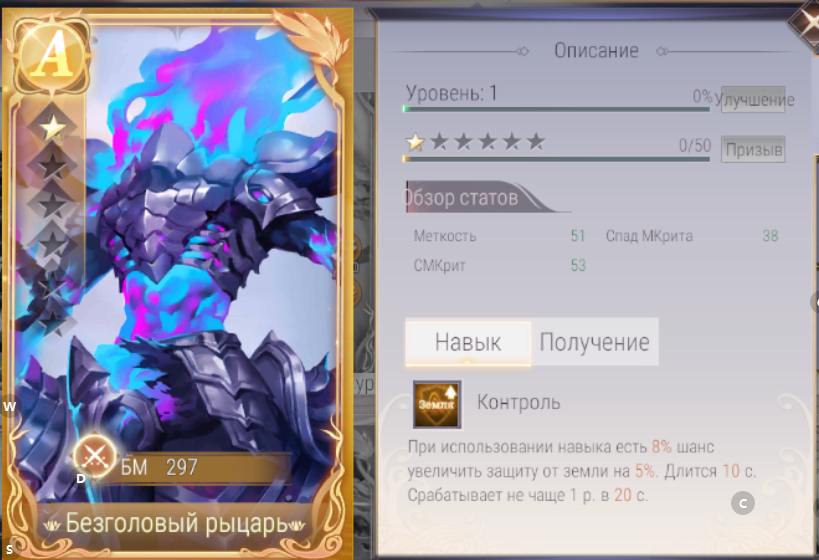 A
БМ 297
Безголовый рыцарь
W
D
S
Описание
Уровень: 1
0%
Улучшение
0/50
Призыв
Обзор статов
Меткость 51 Спад МКрита 38
СМКрит 53
Навык Получение
Земля
Контроль
При использовании навыка есть 8% шанс
увеличить защиту от земли на 5%. Длится 10 с.
Срабатывает не чаще 1 р. в 20 с.
C
ур